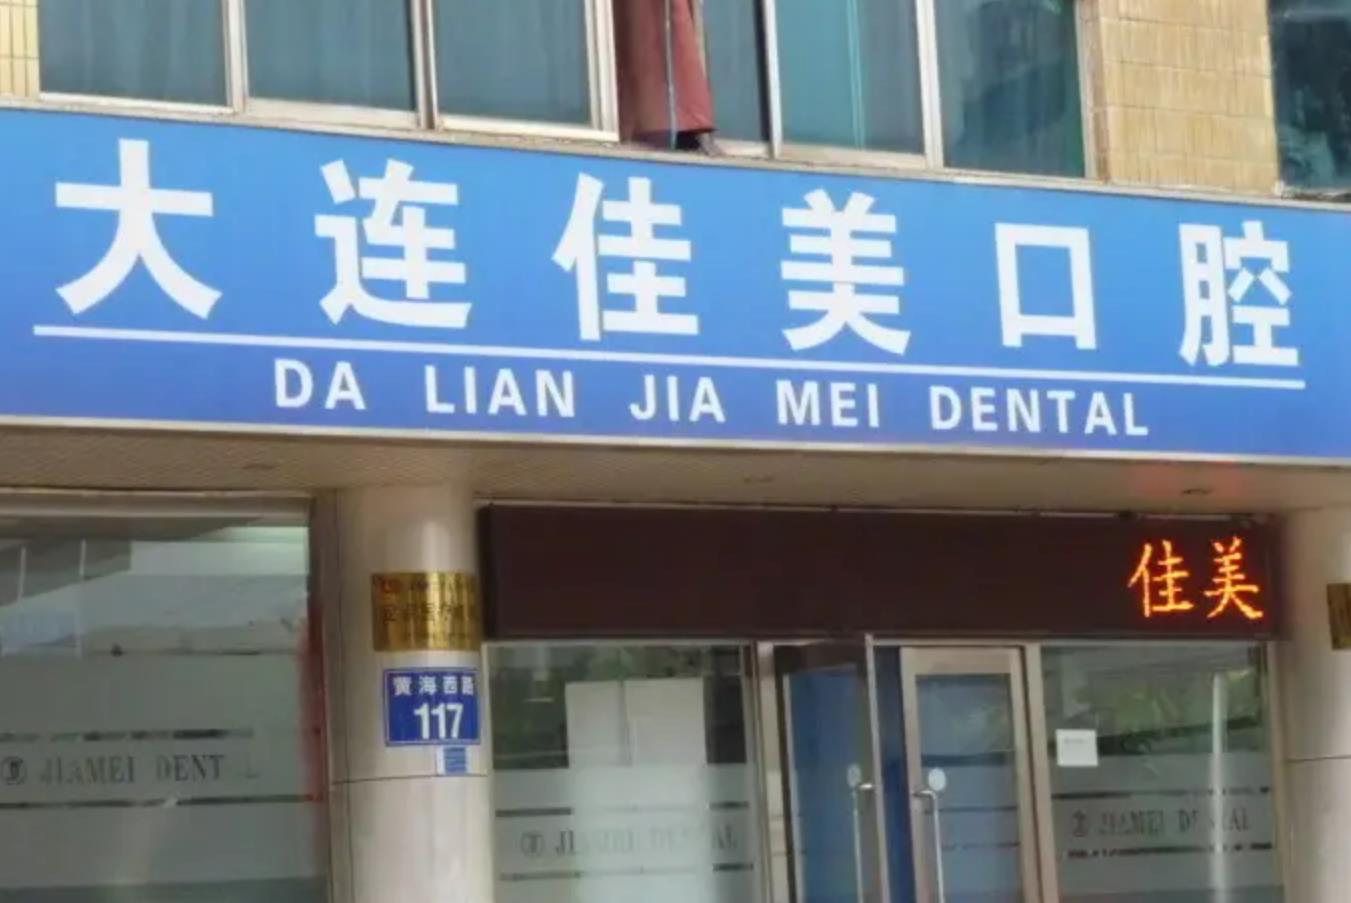 大连佳美口腔
DA LIAN JIA MEI DENTAL
佳美
黄海西路
117
JIAMEI DENT L
JIAMEI DENTAL
JIAMEI DENTAL